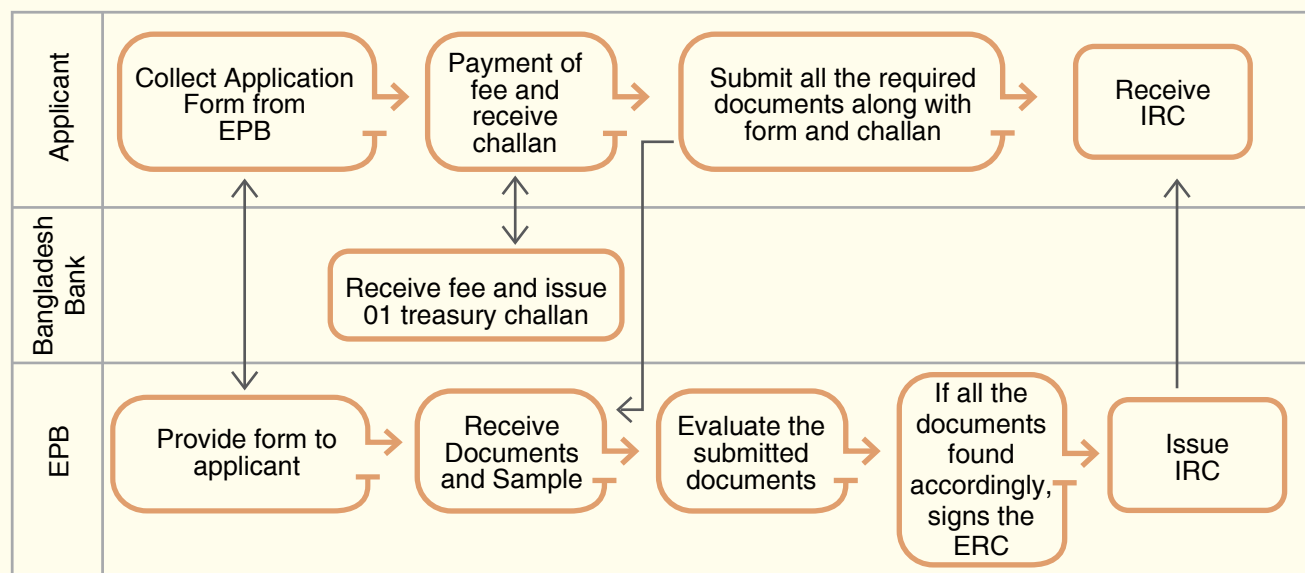 Applicant
Collect Application
Form from
EPB
Payment of
fee and
receive
challan
Submit all the required
documents along with
form and challan
Receive
IRC
Bangladesh
Bank
Receive fee and issue
01 treasury challan
EPB
Provide form to
applicant
Receive
Documents
and Sample
Evaluate the
submitted
documents
If all the
documents
found
accordingly,
signs the
ERC
Issue
IRC